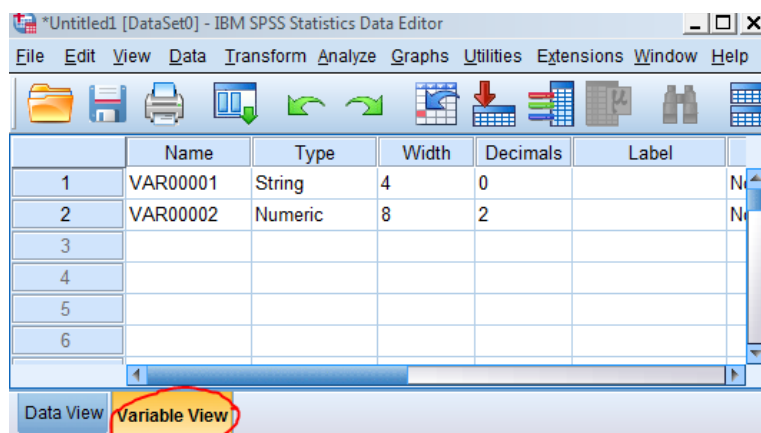 *Untitled1 [DataSet0] - IBM SPSS Statistics Data Editor
File Edit View Data Transform Analyze Graphs Utilities Extensions Window Help
Name Type Width Decimals Label
1 VAR00001 String 4 0
2 VAR00002 Numeric 8 2
3
4
5
6
Data View Variable View